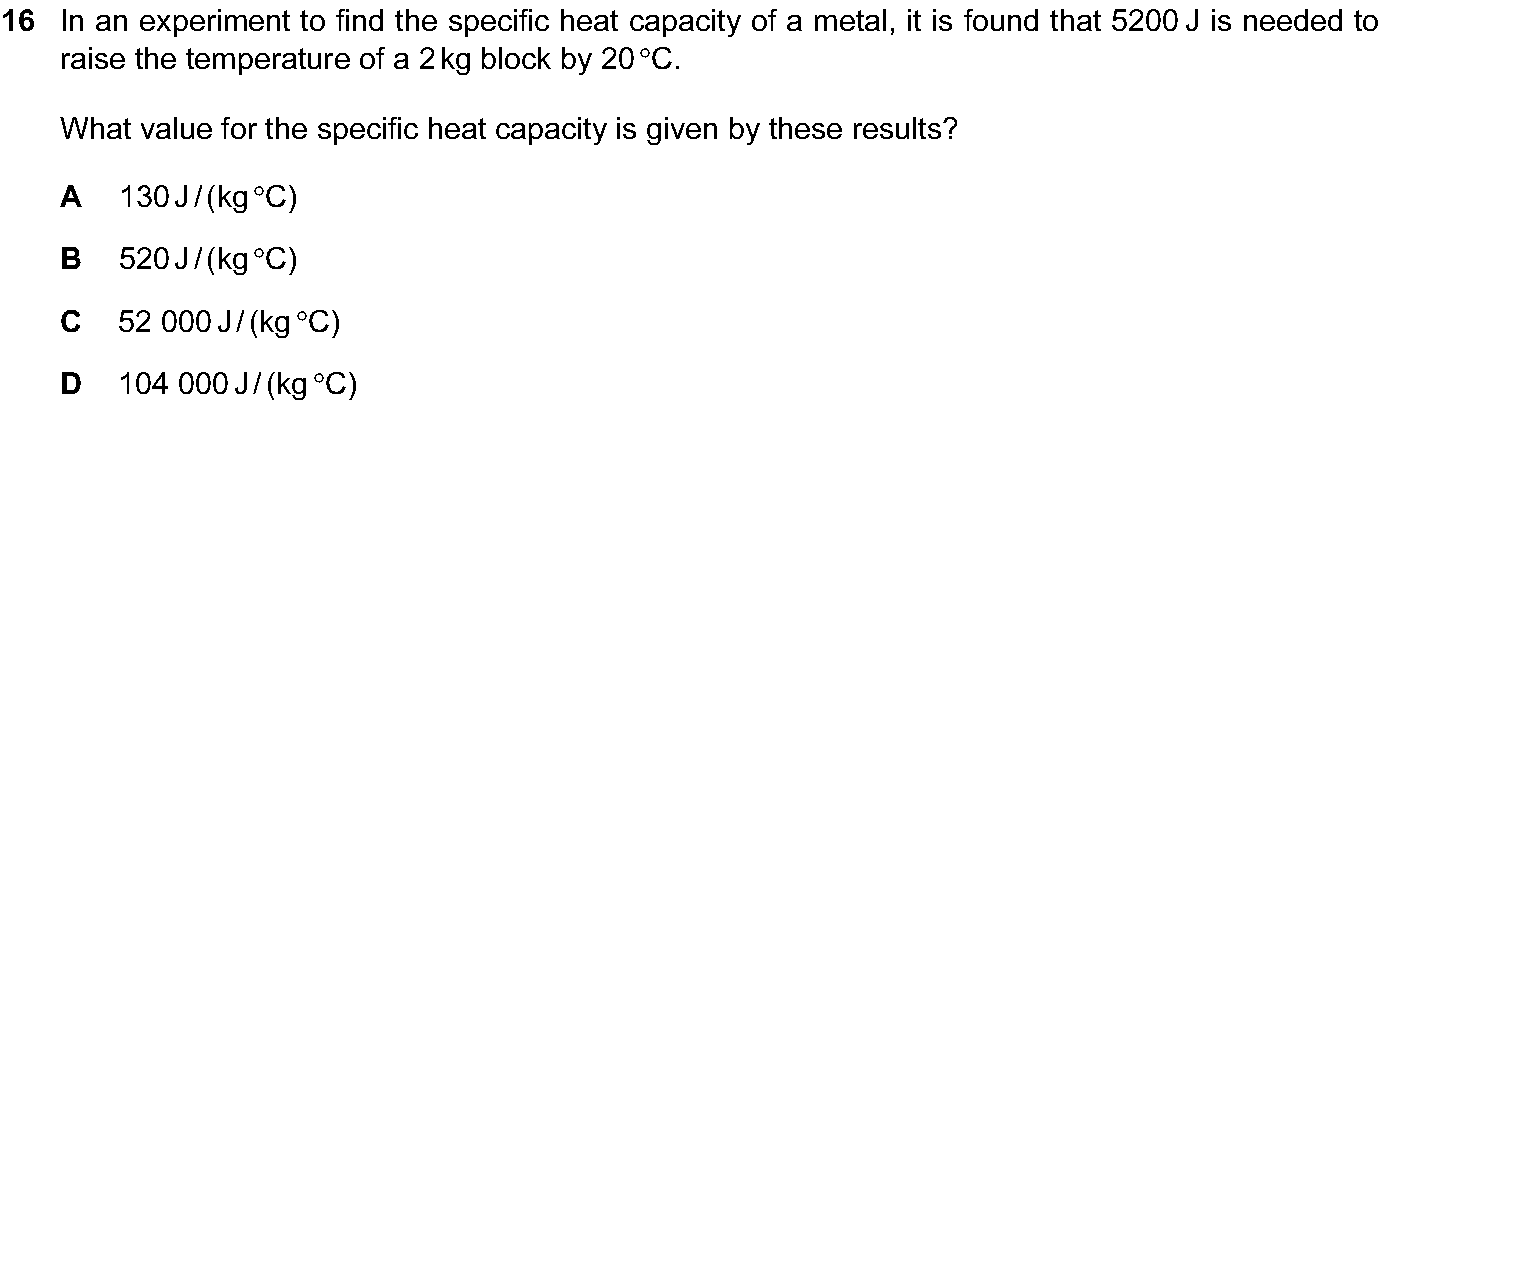 16 In an experiment to find the specific heat capacity of a metal, it is found that 5200 J is needed to
raise the temperature of a 2 kg block by 20 °C.
What value for the specific heat capacity is given by these results?
A 130 J / (kg °C)
B 520 J / (kg °C)
C 52 000 J / (kg °C)
D 104 000 J / (kg °C)